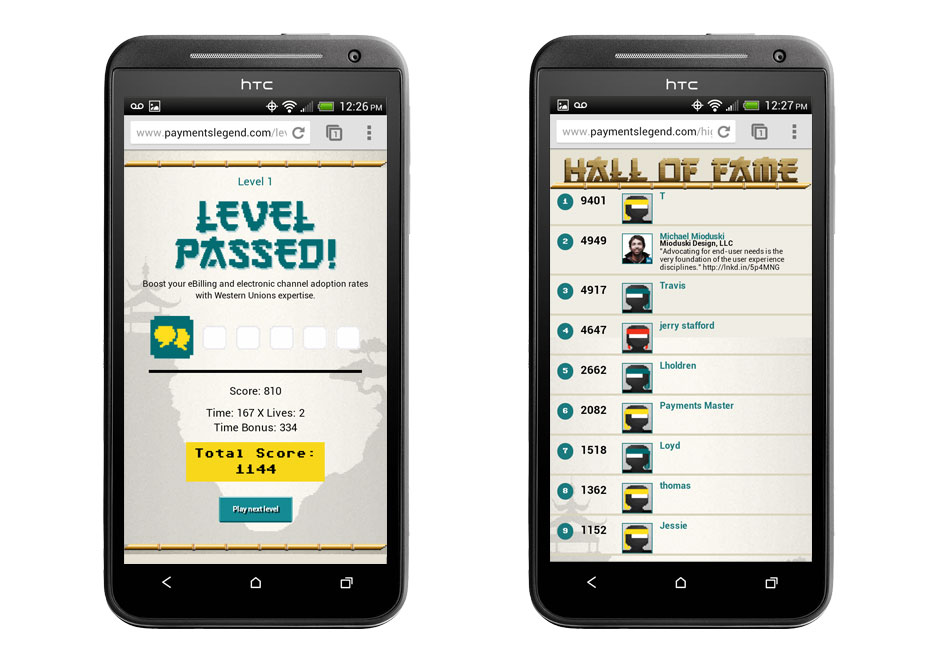 hTC
12:26 PM
www.paymentslegend.com/lev
1
Level 1
LEVEL
PASSED!
Boost your eBilling and electronic channel adoption rates
with Western Unions expertise.
Score: 810
Time: 167 X Lives: 2
Time Bonus: 334
Total Score:
1144
Play next level
hTC
12:27 PM
www.paymentslegend.com/hig
1
HALL OF FAME
1 9401 T
2 4949 Michael Mioduski
Mioduski Design, LLC
"Advocating for end-user needs is the
very foundation of the user experience
disciplines." http://lnkd.in/5p4MNG
3 4917 Travis
4 4647 jerry stafford
5 2662 Lholdren
6 2082 Payments Master
7 1518 Loyd
8 1362 thomas
9 1152 Jessie